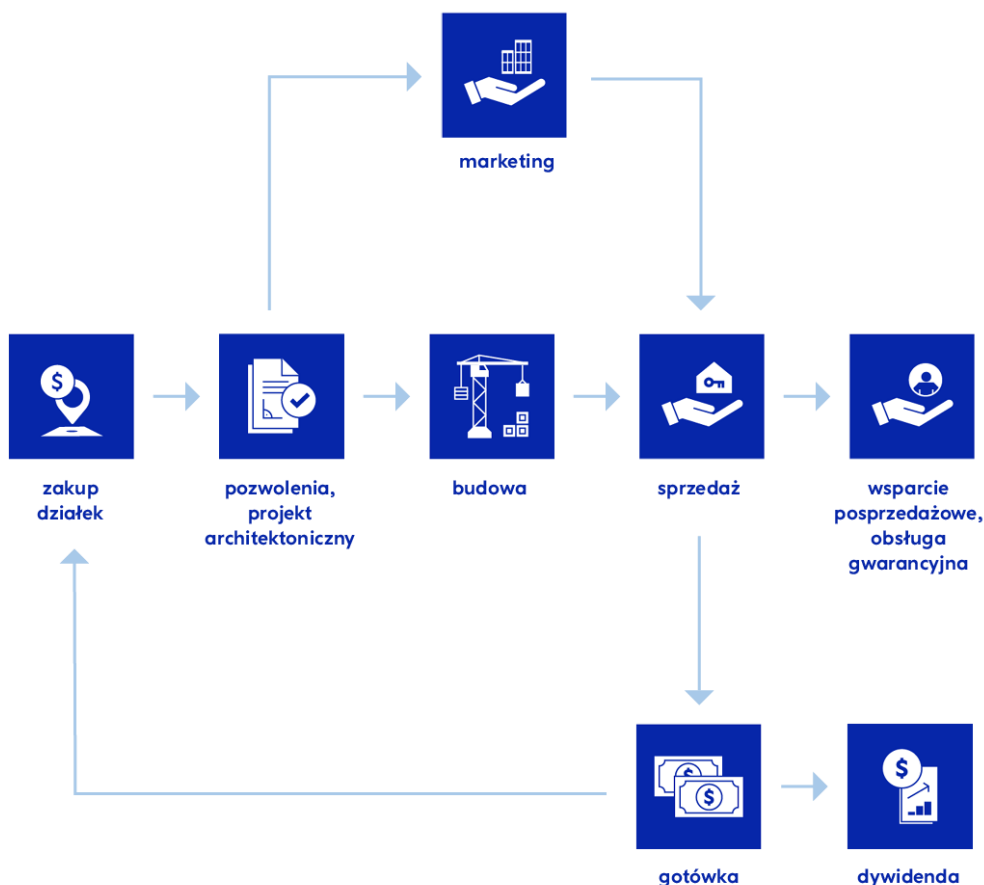 marketing
zakup
działek
pozwolenia,
projekt
architektoniczny
budowa
sprzedaż
wsparcie
posprzedażowe,
obsługa
gwarancyjna
gotówka
dywidenda